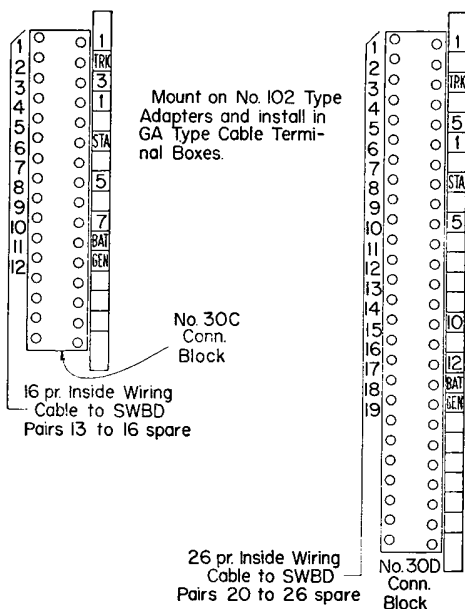 1
2
3
4
5
6
7
8
9
10
11
12
1
TRK
3
1
STA
5
7
BAT
GEN
Mount on No. 102 Type
Adapters and install in
GA Type Cable Termi-
nal Boxes.
No. 30C
Conn.
Block
16 pr. Inside Wiring
Cable to SWBD
Pairs 13 to 16 spare
1
2
3
4
5
6
7
8
9
10
11
12
13
14
15
16
17
18
19
1
TRK
5
1
STA
5
10
12
BAT
GEN
26 pr. Inside Wiring
Cable to SWBD
Pairs 20 to 26 spare
No. 30D
Conn.
Block